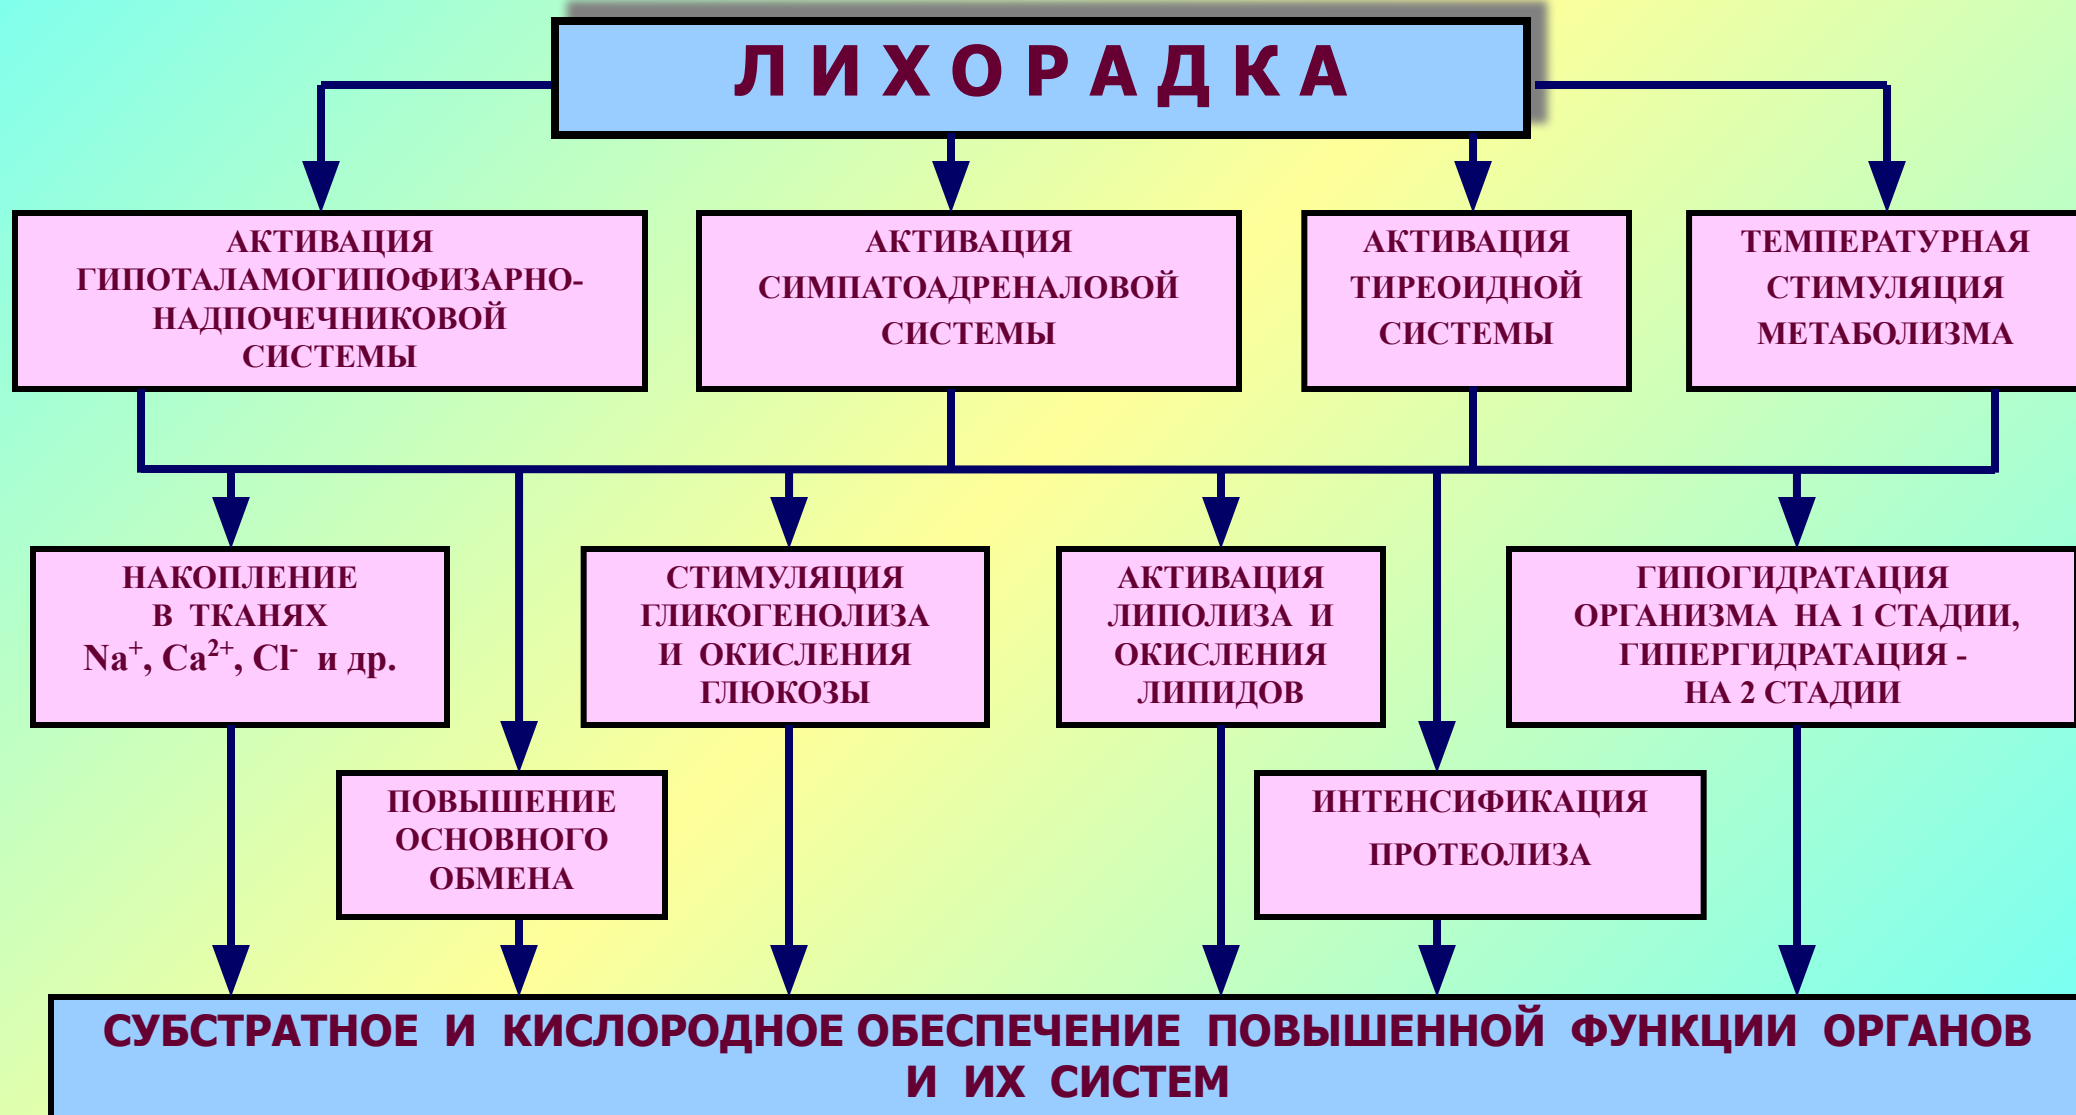 ЛИХОРАДКА
АКТИВАЦИЯ
ГИПОТАЛАМОГИПОФИЗАРНО-
НАДПОЧЕЧНИКОВОЙ
СИСТЕМЫ
АКТИВАЦИЯ
СИМПАТОАДРЕНАЛОВОЙ
СИСТЕМЫ
АКТИВАЦИЯ
ТИРЕОИДНОЙ
СИСТЕМЫ
ТЕМПЕРАТУРНАЯ
СТИМУЛЯЦИЯ
МЕТАБОЛИЗМА
НАКОПЛЕНИЕ
В ТКАНЯХ
Na⁺, Ca²⁺, Cl⁻ и др.
СТИМУЛЯЦИЯ
ГЛИКОГЕНОЛИЗА
И ОКИСЛЕНИЯ
ГЛЮКОЗЫ
АКТИВАЦИЯ
ЛИПОЛИЗА И
ОКИСЛЕНИЯ
ЛИПИДОВ
ГИПОГИДРАТАЦИЯ
ОРГАНИЗМА НА 1 СТАДИИ,
ГИПЕРГИДРАТАЦИЯ -
НА 2 СТАДИИ
ПОВЫШЕНИЕ
ОСНОВНОГО
ОБМЕНА
ИНТЕНСИФИКАЦИЯ
ПРОТЕОЛИЗА
СУБСТРАТНОЕ И КИСЛОРОДНОЕ ОБЕСПЕЧЕНИЕ ПОВЫШЕННОЙ ФУНКЦИИ ОРГАНОВ
И ИХ СИСТЕМ